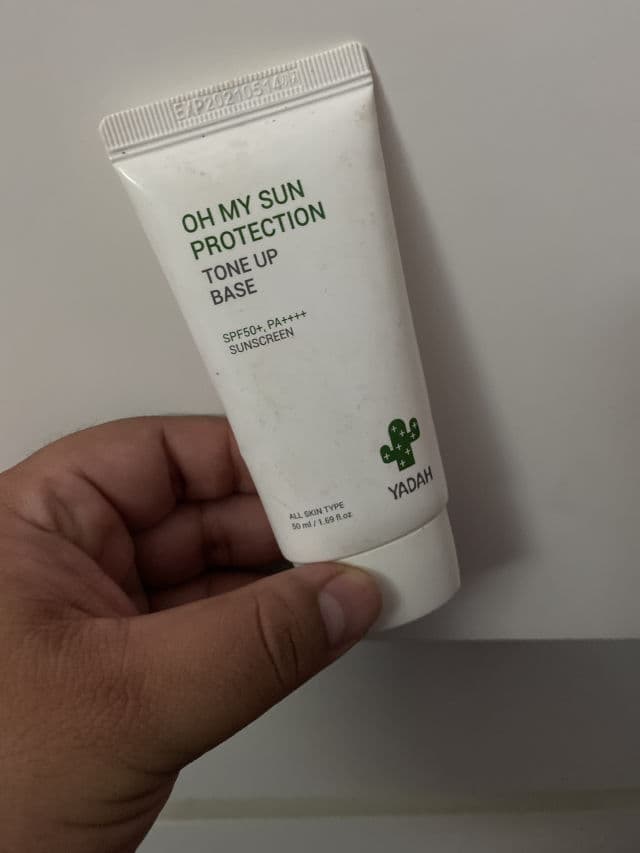 EXP20210514
OH MY SUN
PROTECTION
TONE UP
BASE
SPF50+, PA++++
SUNSCREEN
YADAH
ALL SKIN TYPE
50 ml / 1.69 fl.oz